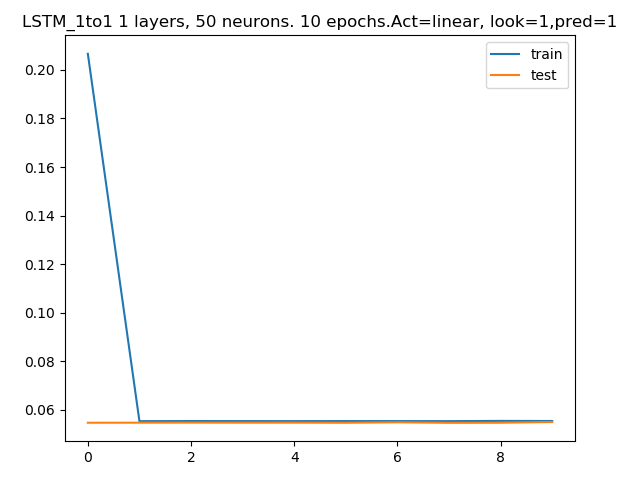 LSTM_1to1 1 layers, 50 neurons. 10 epochs.Act=linear, look=1,pred=1
train
test
0.20
0.18
0.16
0.14
0.12
0.10
0.08
0.06
0 2 4 6 8